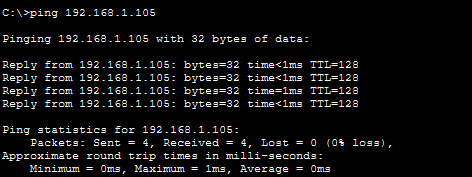 C:\>ping 192.168.1.105
Pinging 192.168.1.105 with 32 bytes of data:
Reply from 192.168.1.105: bytes=32 time<1ms TTL=128
Reply from 192.168.1.105: bytes=32 time<1ms TTL=128
Reply from 192.168.1.105: bytes=32 time=1ms TTL=128
Reply from 192.168.1.105: bytes=32 time<1ms TTL=128
Ping statistics for 192.168.1.105:
Packets: Sent = 4, Received = 4, Lost = 0 (0% loss),
Approximate round trip times in milli-seconds:
Minimum = 0ms, Maximum = 1ms, Average = 0ms